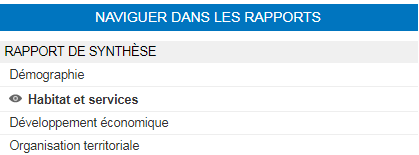 NAVIGUER DANS LES RAPPORTS
RAPPORT DE SYNTHÈSE
Démographie
Habitat et services
Développement économique
Organisation territoriale